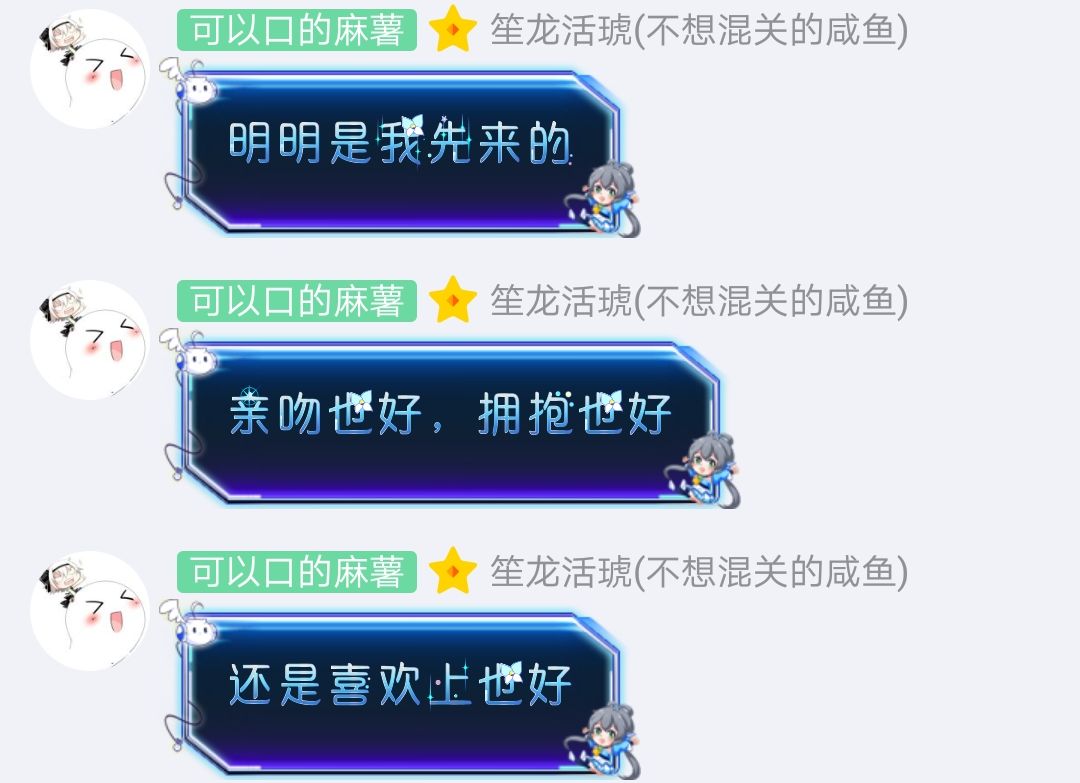 可以口的麻薯 笙龙活琥(不想混关的咸鱼)
明明是我先来的
可以口的麻薯 笙龙活琥(不想混关的咸鱼)
亲吻也好，拥抱也好
可以口的麻薯 笙龙活琥(不想混关的咸鱼)
还是喜欢上也好